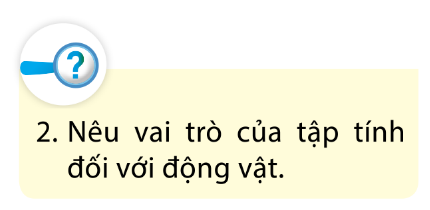 ?
2. Nêu vai trò của tập tính
đối với động vật.